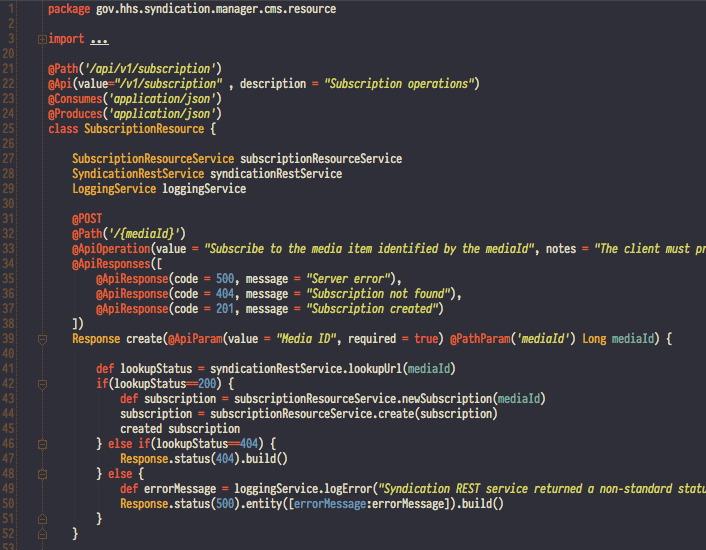 1 package gov.hhs.syndication.manager.cms.resource
2
3 import ...
20
21 @Path('/api/v1/subscription')
22 @Api(value="/v1/subscription" , description = "Subscription operations")
23 @Consumes('application/json')
24 @Produces('application/json')
25 class SubscriptionResource {
26
27 SubscriptionResourceService subscriptionResourceService
28 SyndicationRestService syndicationRestService
29 LoggingService loggingService
30
31 @POST
32 @Path('/{mediaId}')
33 @ApiOperation(value = "Subscribe to the media item identified by the mediaId", notes = "The client must pr
34 @ApiResponses([
35 @ApiResponse(code = 500, message = "Server error"),
36 @ApiResponse(code = 404, message = "Subscription not found"),
37 @ApiResponse(code = 201, message = "Subscription created")
38 ])
39 Response create(@ApiParam(value = "Media ID", required = true) @PathParam('mediaId') Long mediaId) {
40
41 def lookupStatus = syndicationRestService.lookupUrl(mediaId)
42 if(lookupStatus==200) {
43 def subscription = subscriptionResourceService.newSubscription(mediaId)
44 subscription = subscriptionResourceService.create(subscription)
45 created subscription
46 } else if(lookupStatus==404) {
47 Response.status(404).build()
48 } else {
49 def errorMessage = loggingService.logError("Syndication REST service returned a non-standard statu
50 Response.status(500).entity([errorMessage:errorMessage]).build()
51 }
52 }
53